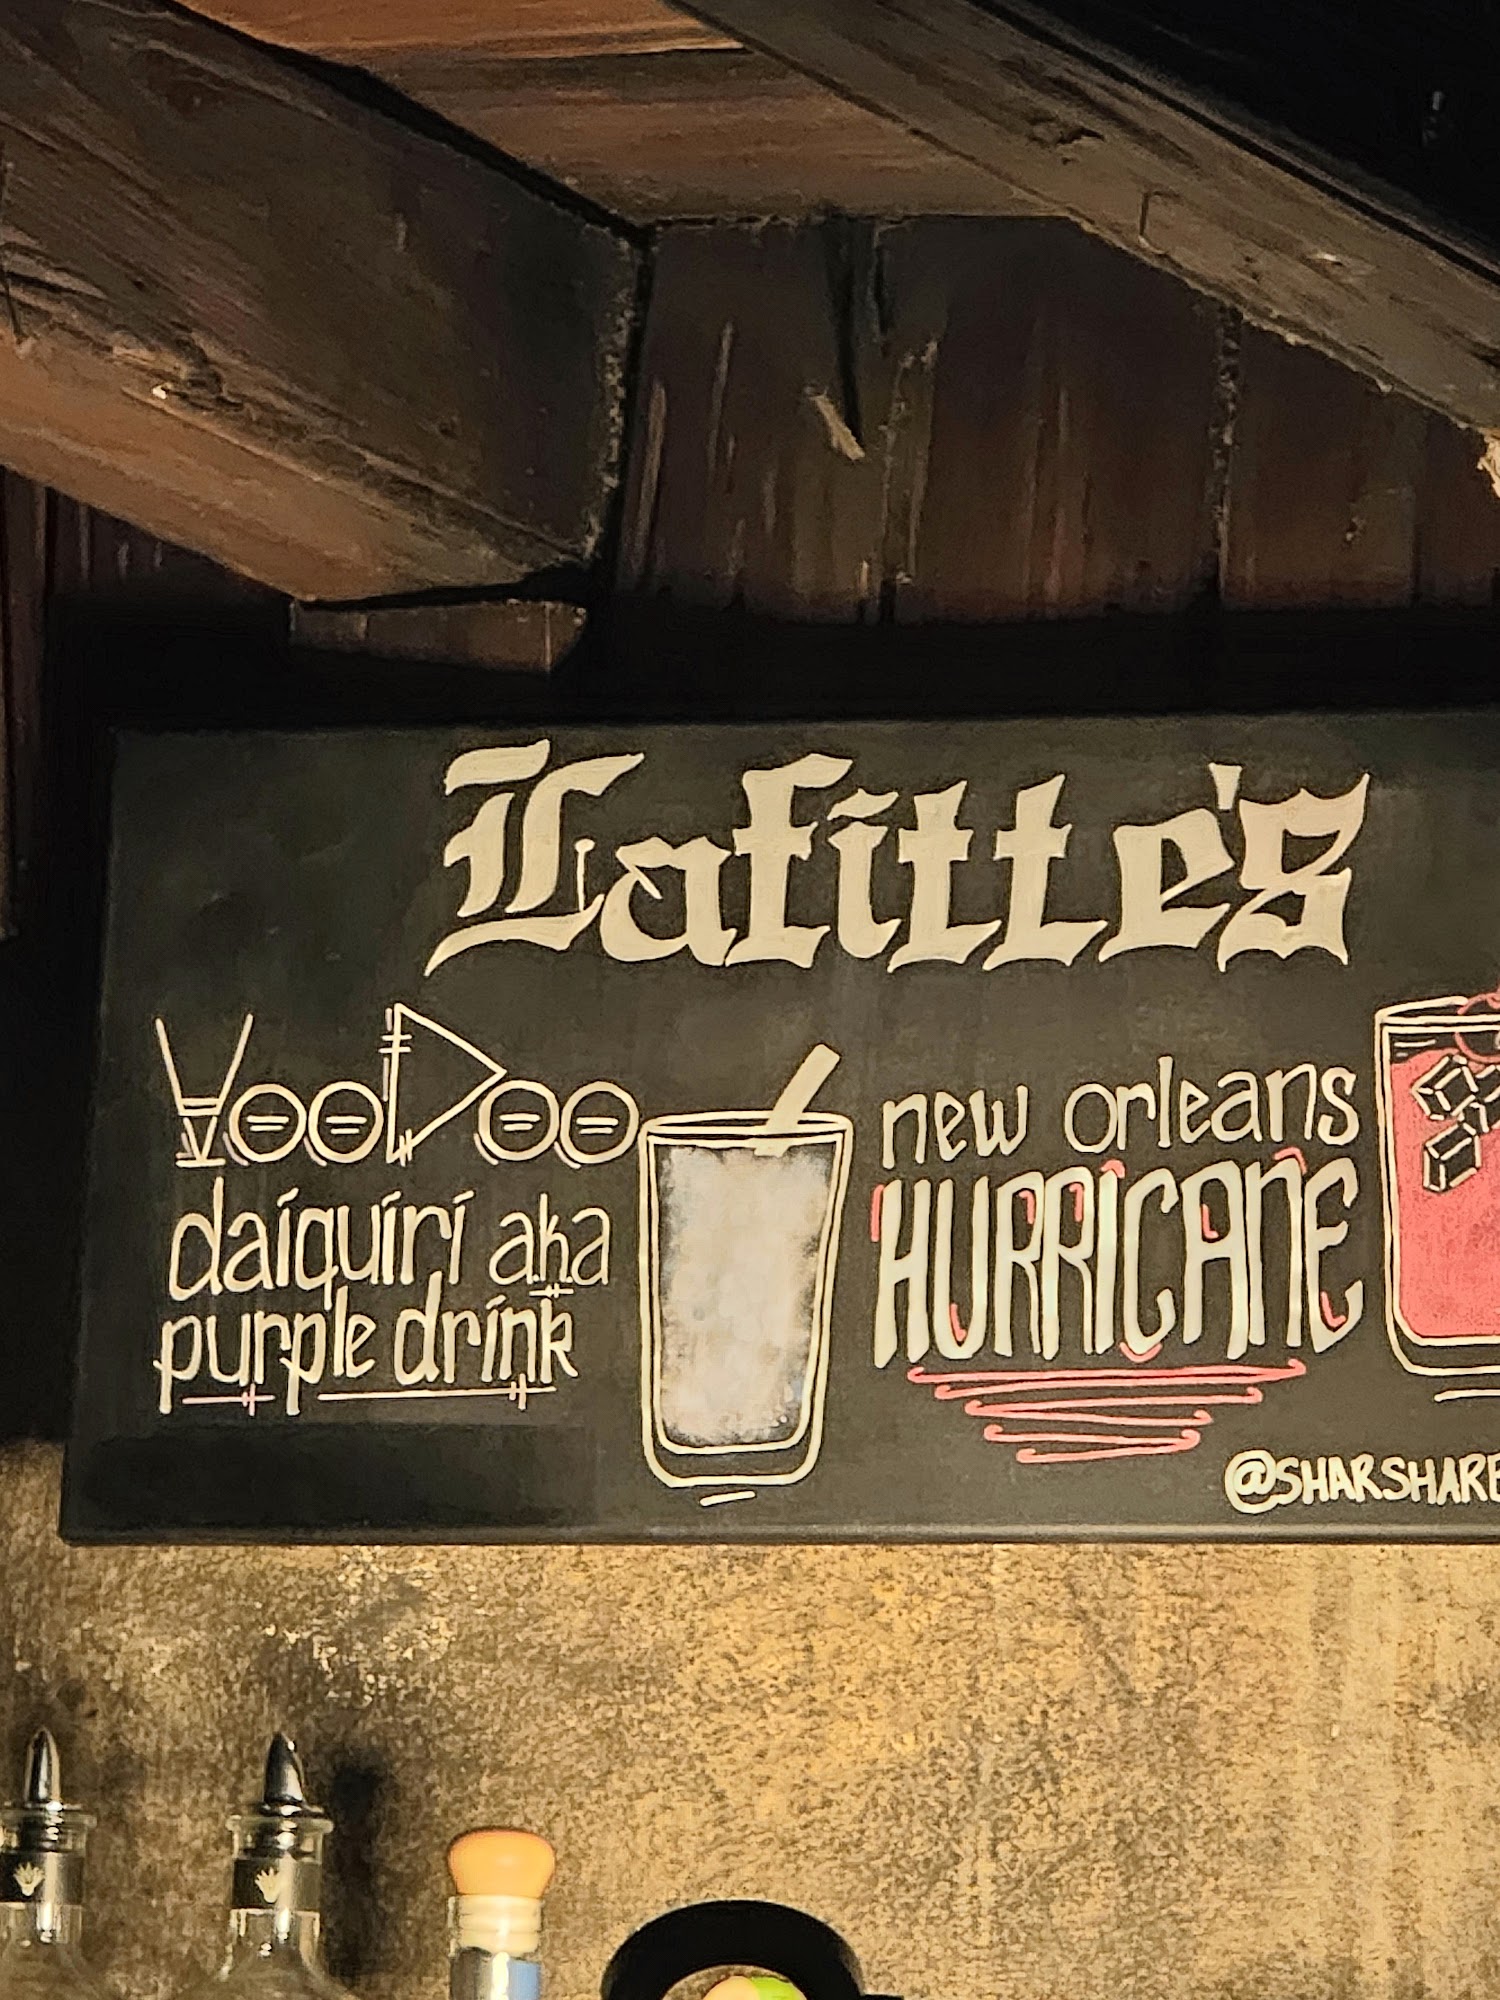 Lafitte's
VooDoo
daiquiri aka
purple drink
new orleans
HURRICANE
@SHARSHARE